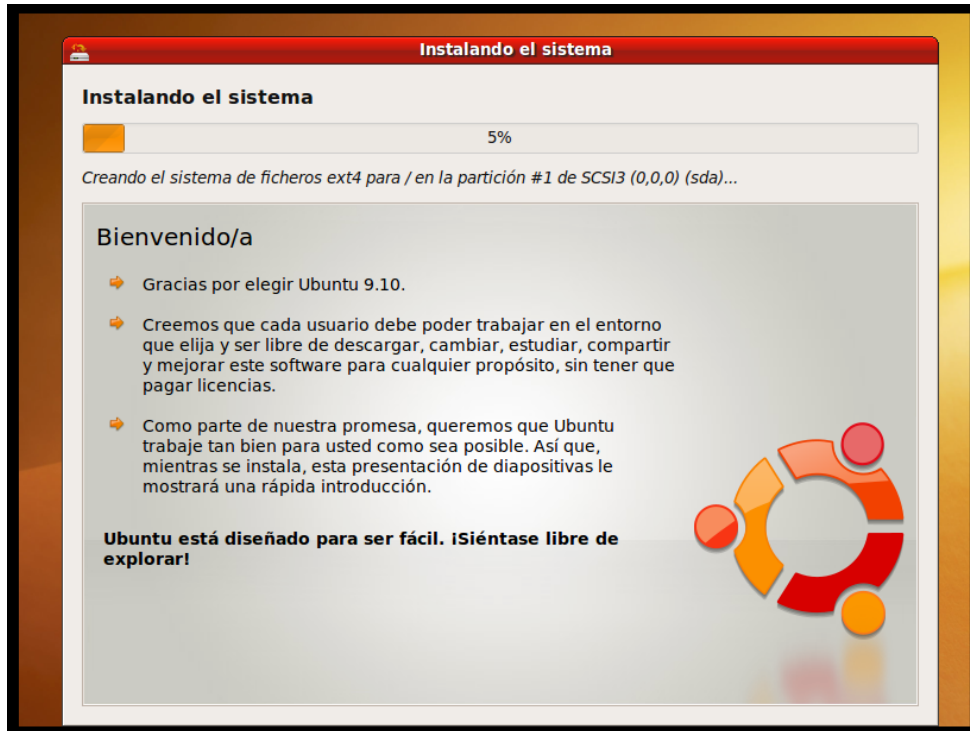 Instalando el sistema
Instalando el sistema
5%
Creando el sistema de ficheros ext4 para / en la partición #1 de SCSI3 (0,0,0) (sda)...
Bienvenido/a
Gracias por elegir Ubuntu 9.10.
Creemos que cada usuario debe poder trabajar en el entorno
que elija y ser libre de descargar, cambiar, estudiar, compartir
y mejorar este software para cualquier propósito, sin tener que
pagar licencias.
Como parte de nuestra promesa, queremos que Ubuntu
trabaje tan bien para usted como sea posible. Así que,
mientras se instala, esta presentación de diapositivas le
mostrará una rápida introducción.
Ubuntu está diseñado para ser fácil. ¡Siéntase libre de
explorar!